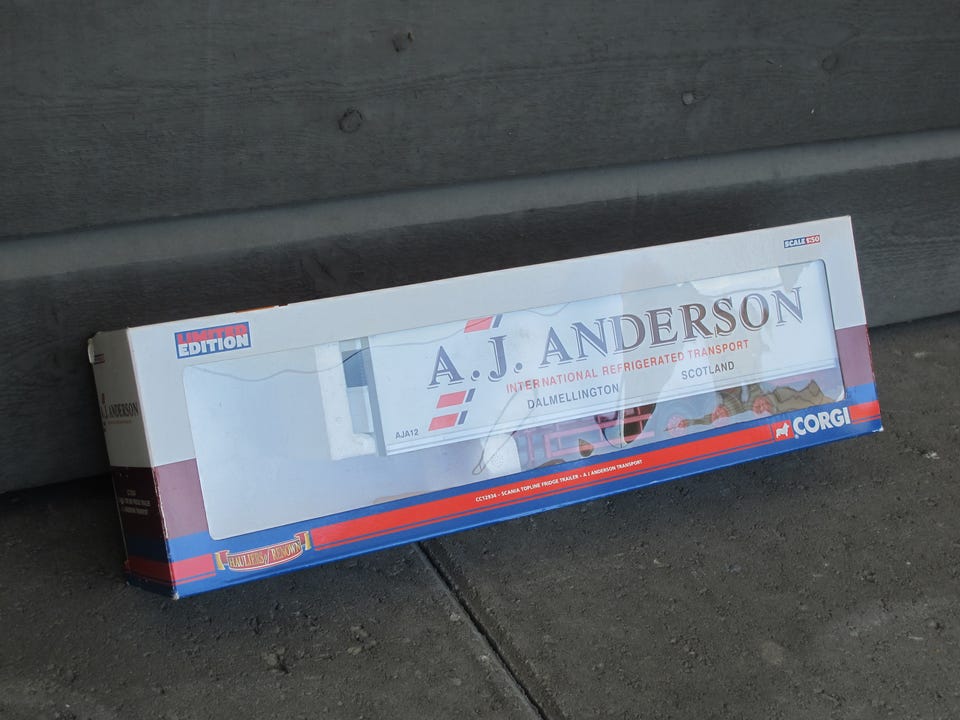 SCALE 1:50
LIMITED
EDITION
A.J. ANDERSON
INTERNATIONAL REFRIGERATED TRANSPORT
DALMELLINGTON SCOTLAND
AJA12
CORGI
CC12934 - SCANIA TOPLINE FRIDGE TRAILER - A J ANDERSON TRANSPORT
HAULIERS of RENOWN
A.J. ANDERSON